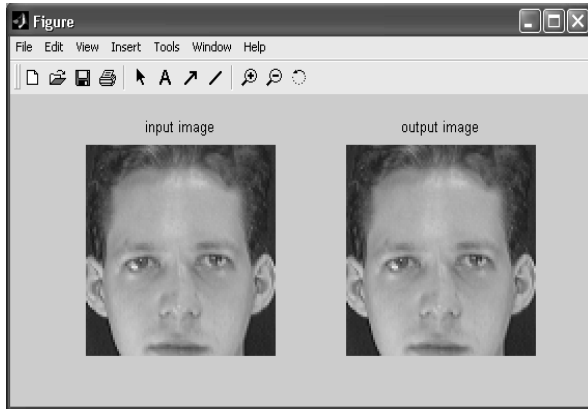 Figure
File Edit View Insert Tools Window Help
A
input image
output image